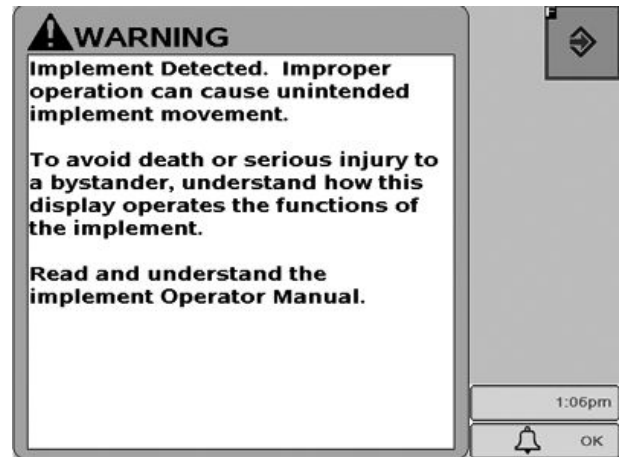 WARNING
Implement Detected. Improper
operation can cause unintended
implement movement.
To avoid death or serious injury to
a bystander, understand how this
display operates the functions of
the implement.
Read and understand the
implement Operator Manual.
F
1:06pm
OK